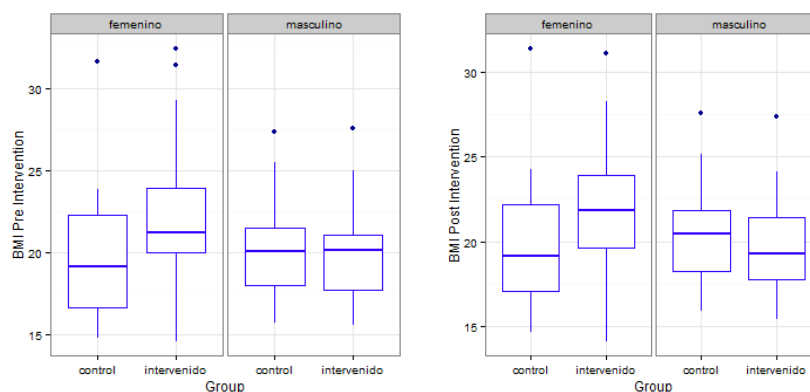 femenino masculino
BMI Pre Intervention
30
25
20
15
control intervenido control intervenido
Group
femenino masculino
BMI Post Intervention
30
25
20
15
control intervenido control intervenido
Group